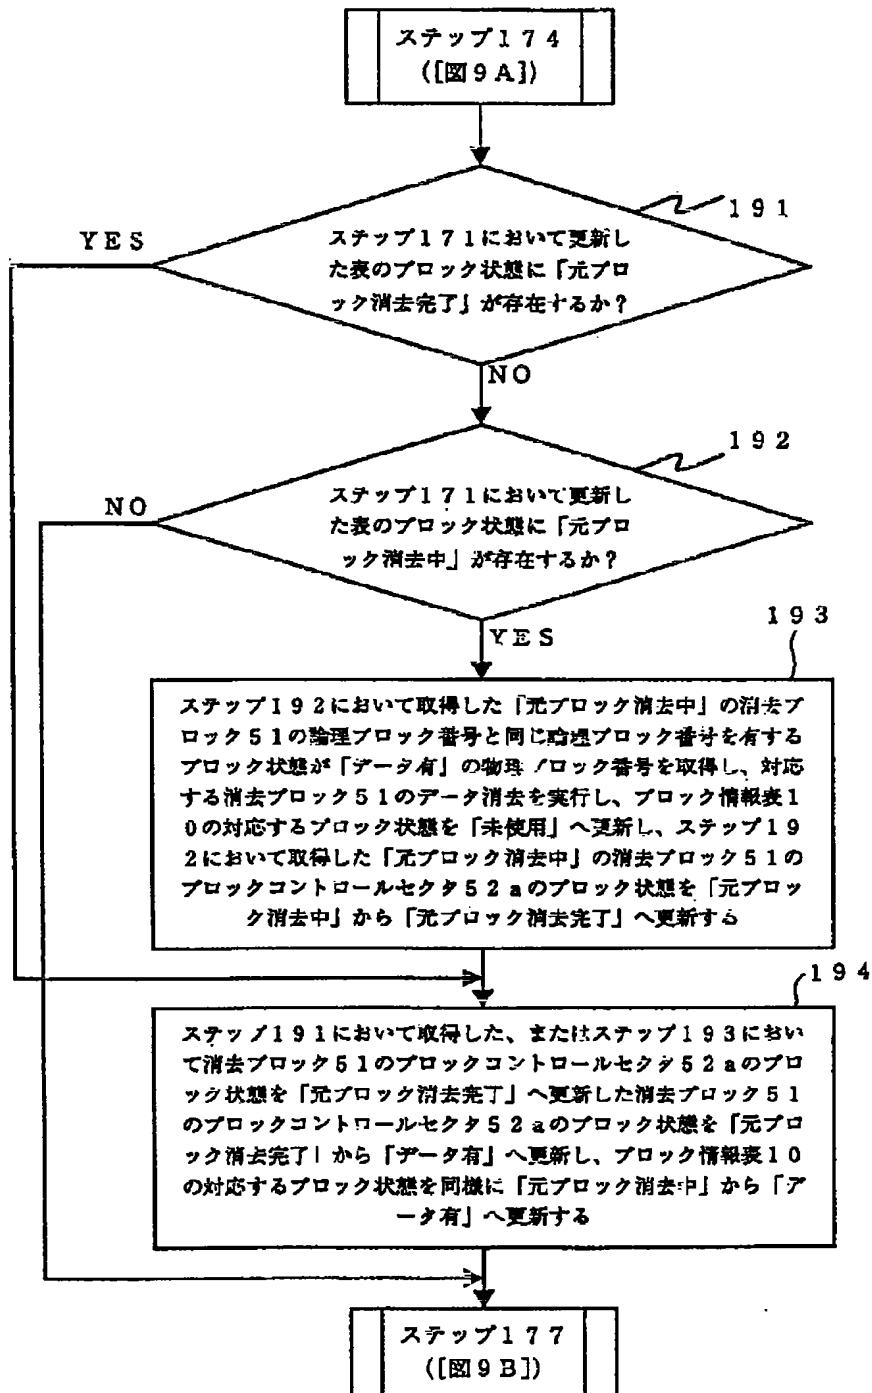 ステップ174
([図9A])
191
YES
ステップ171において更新し
た表のブロック状態に「元ブロ
ック消去完了」が存在するか？
NO
192
NO
ステップ171において更新し
た表のブロック状態に「元ブロ
ック消去中」が存在するか？
YES
193
ステップ192において取得した「元ブロック消去中」の消去ブ
ロック51の論理ブロック番号と同じ論理ブロック番号を有する
ブロック状態が「データ有」の物理ブロック番号を取得し、対応
する消去ブロック51のデータ消去を実行し、ブロック情報表1
0の対応するブロック状態を「未使用」へ更新し、ステップ19
2において取得した「元ブロック消去中」の消去ブロック51の
ブロックコントロールセクタ52aのブロック状態を「元ブロッ
ク消去中」から「元ブロック消去完了」へ更新する
194
ステップ191において取得した、またはステップ193におい
て消去ブロック51のブロックコントロールセクタ52aのブロ
ック状態を「元ブロック消去完了」へ更新した消去ブロック51
のブロックコントロールセクタ52aのブロック状態を「元ブロ
ック消去完了」から「データ有」へ更新し、ブロック情報表10
の対応するブロック状態を同様に「元ブロック消去中」から「デ
ータ有」へ更新する
ステップ177
([図9B])